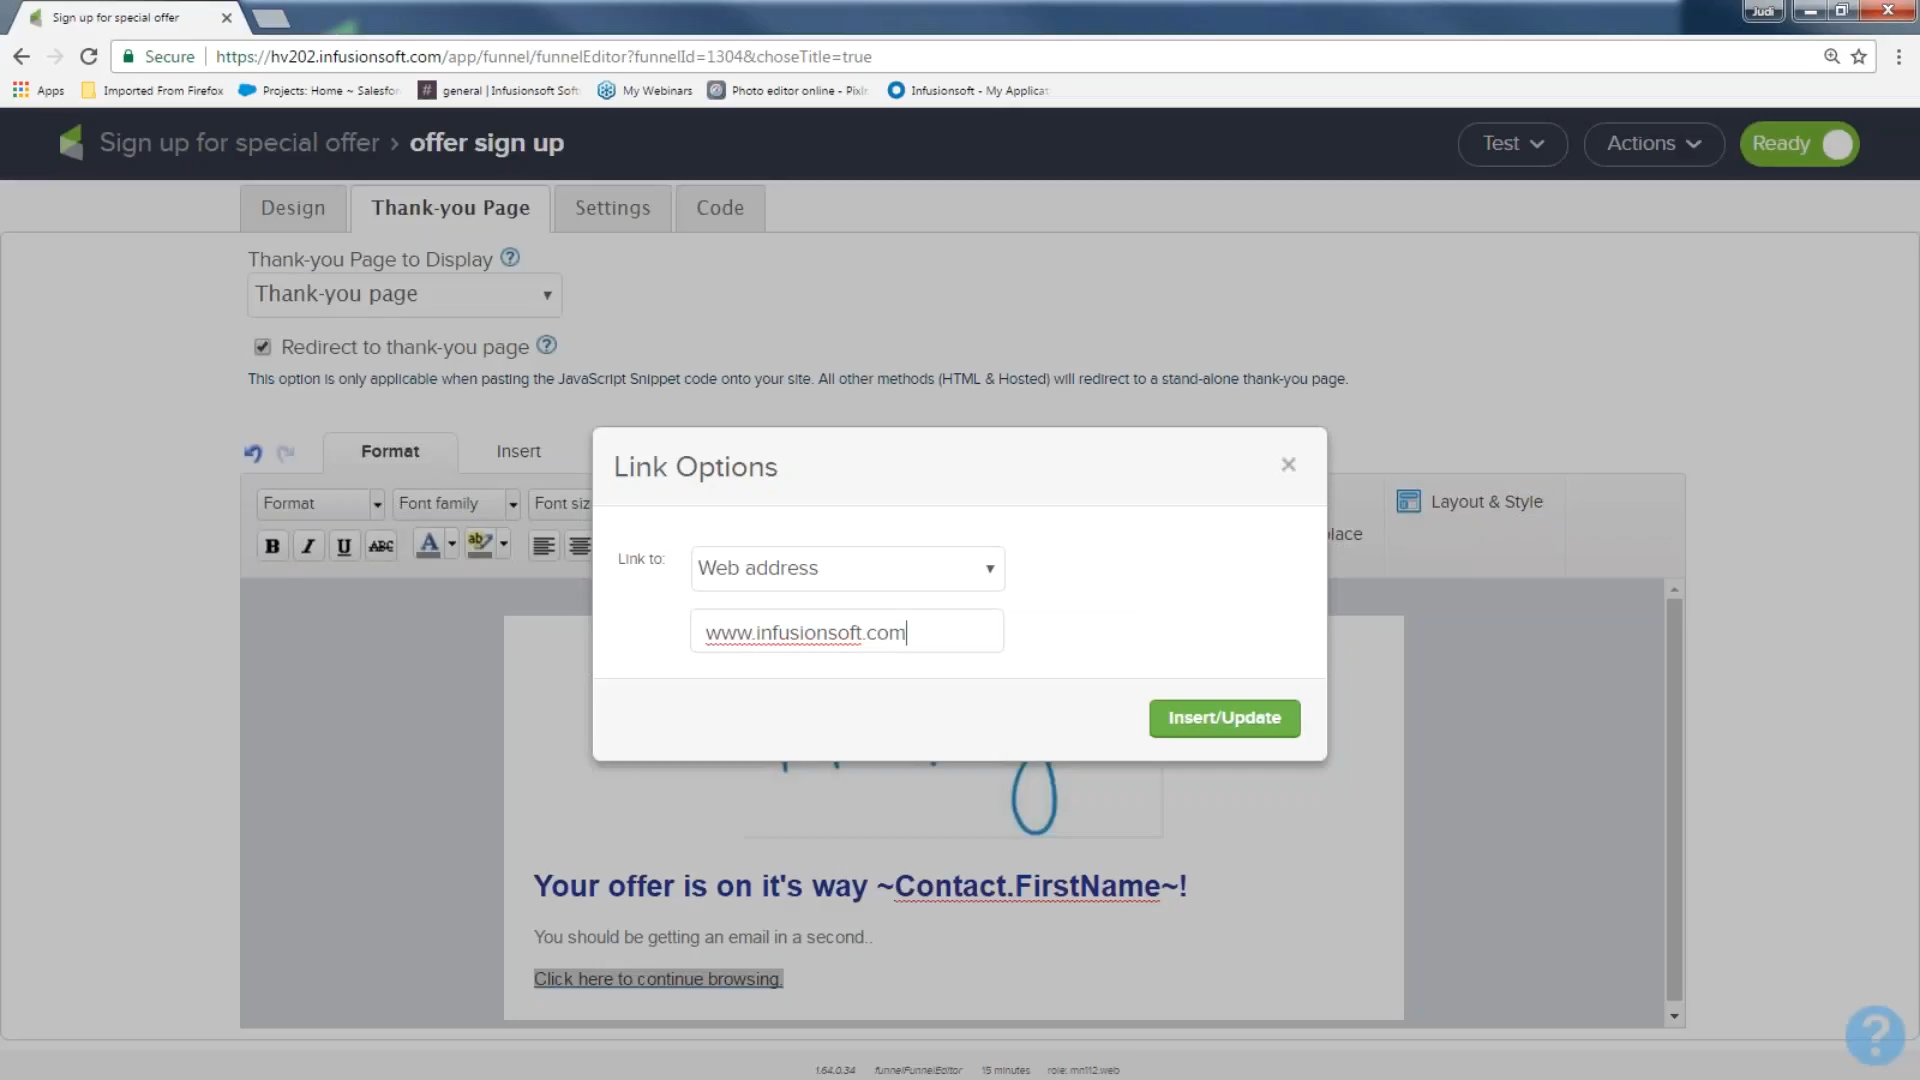 Sign up for special offer
Judi
Secure https://hv202.infusionsoft.com/app/funnel/funnelEditor?funnelId=1304&choseTitle=true
Apps Imported From Firefox Projects: Home ~ Salesfor general | Infusionsoft Soft My Webinars Photo editor online - Pixlr Infusionsoft - My Applicat
Sign up for special offer › offer sign up Test Actions Ready
Design Thank-you Page Settings Code
Thank-you Page to Display ?
Thank-you page
Redirect to thank-you page ?
This option is only applicable when pasting the JavaScript Snippet code onto your site. All other methods (HTML & Hosted) will redirect to a stand-alone thank-you page.
Format Insert
Link Options ×
Format Font family Font siz Layout & Style
B I U ABC A ab lace
Link to: Web address
www.infusionsoft.com
Insert/Update
Your offer is on it's way ~Contact.FirstName~!
You should be getting an email in a second..
Click here to continue browsing.
?
1.64.0.34 funnelFunnelEditor 15 minutes role: mn112.web